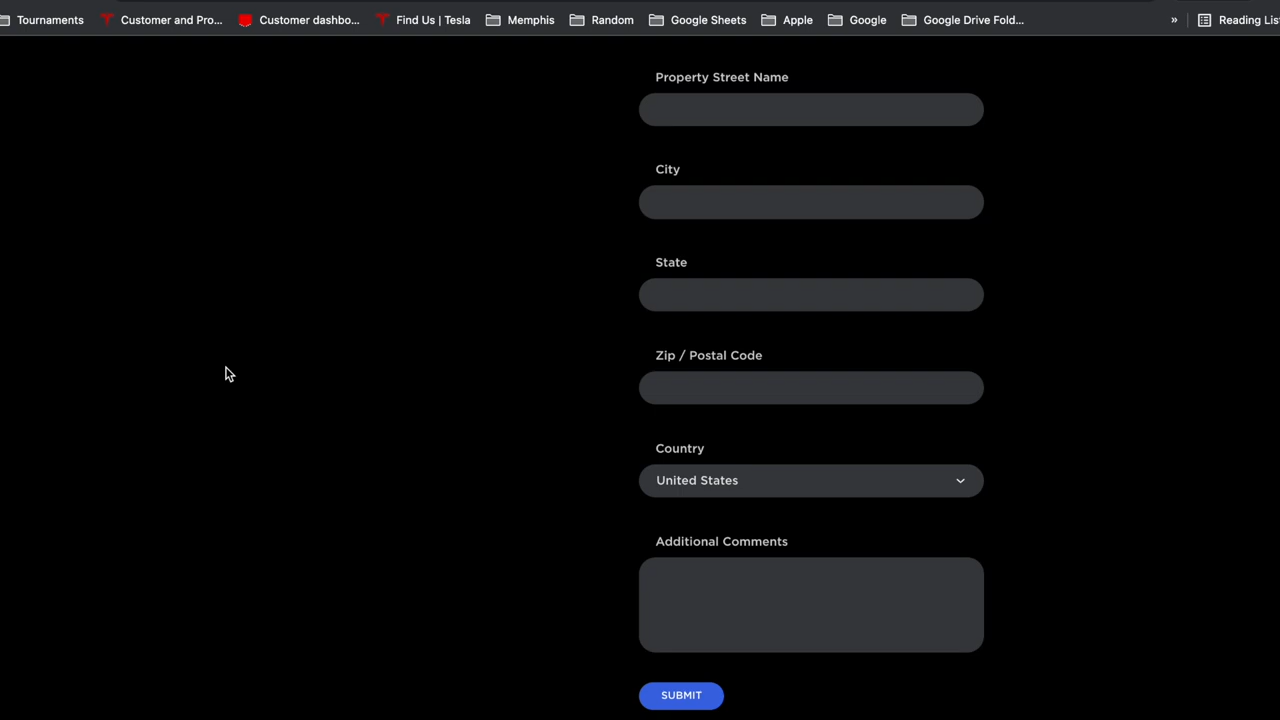 Tournaments Customer and Pro... Customer dashbo... Find Us | Tesla Memphis Random Google Sheets Apple Google Google Drive Fold... » Reading Lis
Property Street Name
City
State
Zip / Postal Code
Country
United States
Additional Comments
SUBMIT